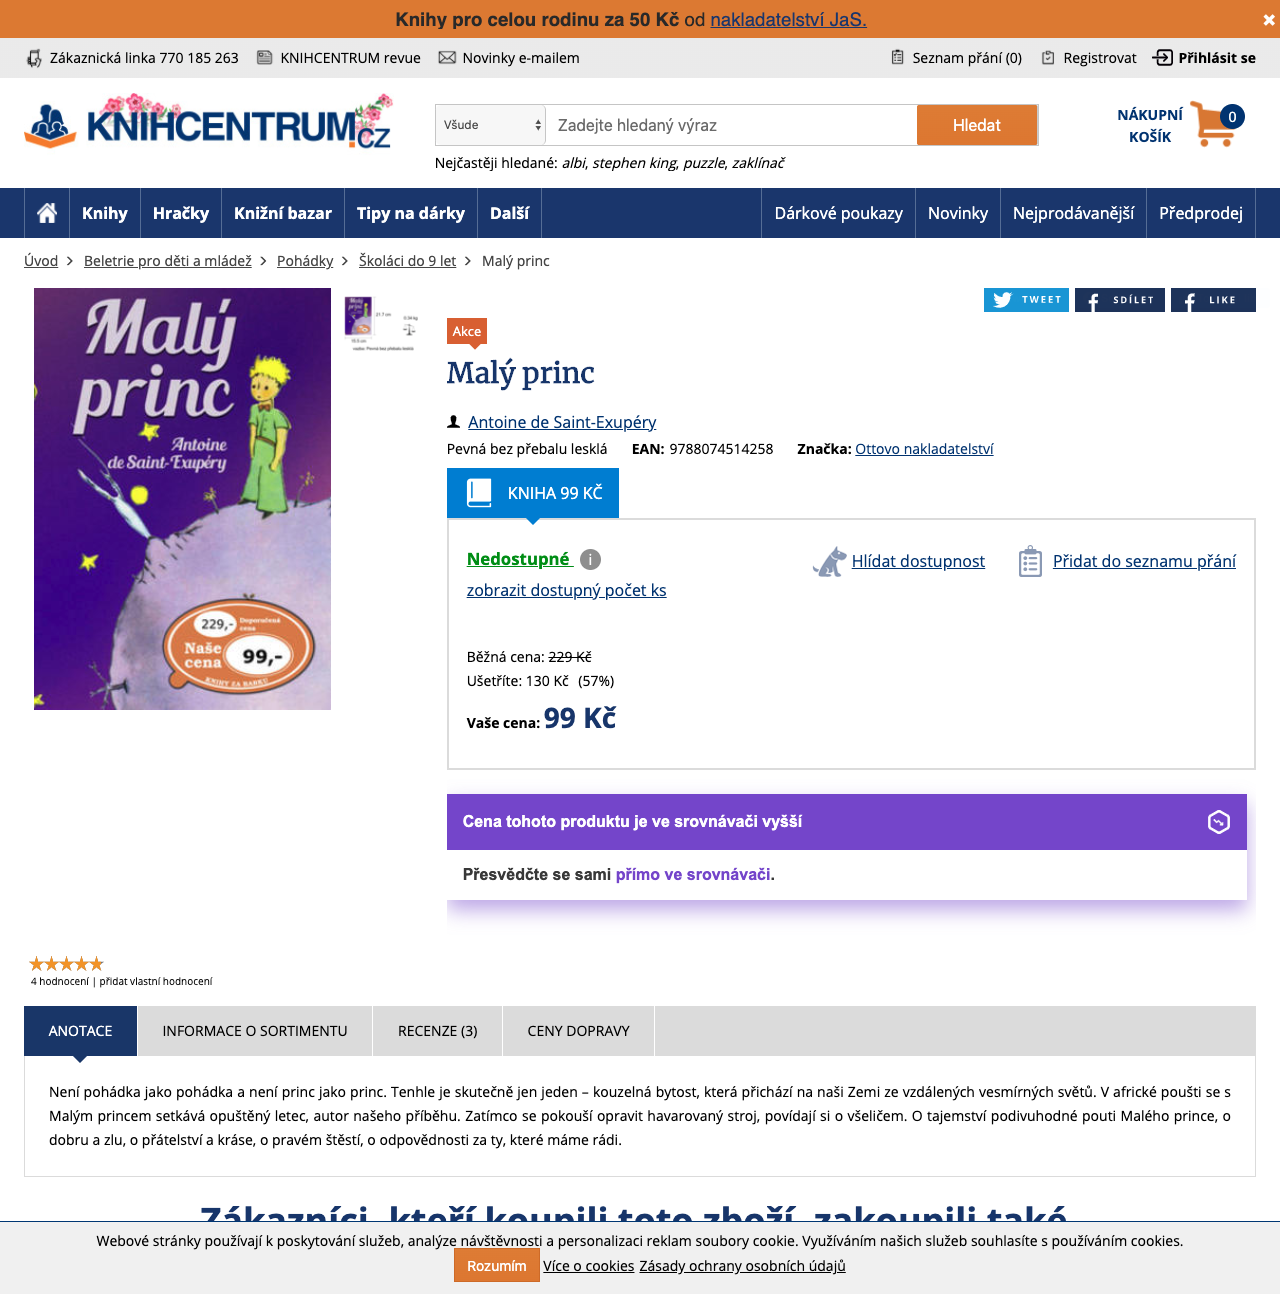 Knihy pro celou rodinu za 50 Kč od nakladatelství JaS.
Zákaznická linka 770 185 263
KNIHCENTRUM revue
Novinky e-mailem
Seznam přání (0)
Registrovat
Přihlásit se
KNIHCENTRUM.CZ
Všude
Zadejte hledaný výraz
Hledat
NÁKUPNÍ KOŠÍK
0
Nejčastěji hledané: albi, stephen king, puzzle, zaklínač
Knihy
Hračky
Knižní bazar
Tipy na dárky
Další
Dárkové poukazy
Novinky
Nejprodávanější
Předprodej
Úvod > Beletrie pro děti a mládež > Pohádky > Školáci do 9 let > Malý princ
Malý
princ
Antoine
de Saint-Exupéry
229,-
Doporučená
cena
Naše
cena
99,-
KNIHY ZA BABKU
TWEET
SDÍLET
LIKE
Akce
Malý princ
Antoine de Saint-Exupéry
Pevná bez přebalu lesklá
EAN: 9788074514258
Značka: Ottovo nakladatelství
KNIHA 99 KČ
Nedostupné
Hlídat dostupnost
Přidat do seznamu přání
zobrazit dostupný počet ks
Běžná cena: 229 Kč
Ušetříte: 130 Kč (57%)
Vaše cena: 99 Kč
Cena tohoto produktu je ve srovnávači vyšší
Přesvědčte se sami přímo ve srovnávači.
4 hodnocení | přidat vlastní hodnocení
ANOTACE
INFORMACE O SORTIMENTU
RECENZE (3)
CENY DOPRAVY
Není pohádka jako pohádka a není princ jako princ. Tenhle je skutečně jen jeden – kouzelná bytost, která přichází na naši Zemi ze vzdálených vesmírných světů. V africké poušti se s
Malým princem setkává opuštěný letec, autor našeho příběhu. Zatímco se pokouší opravit havarovaný stroj, povídají si o všeličem. O tajemství podivuhodné pouti Malého prince, o
dobru a zlu, o přátelství a kráse, o pravém štěstí, o odpovědnosti za ty, které máme rádi.
Zákazníci, kteří koupili toto zboží, zakoupili také
Webové stránky používají k poskytování služeb, analýze návštěvnosti a personalizaci reklam soubory cookie. Využíváním našich služeb souhlasíte s používáním cookies.
Rozumím
Více o cookies
Zásady ochrany osobních údajů